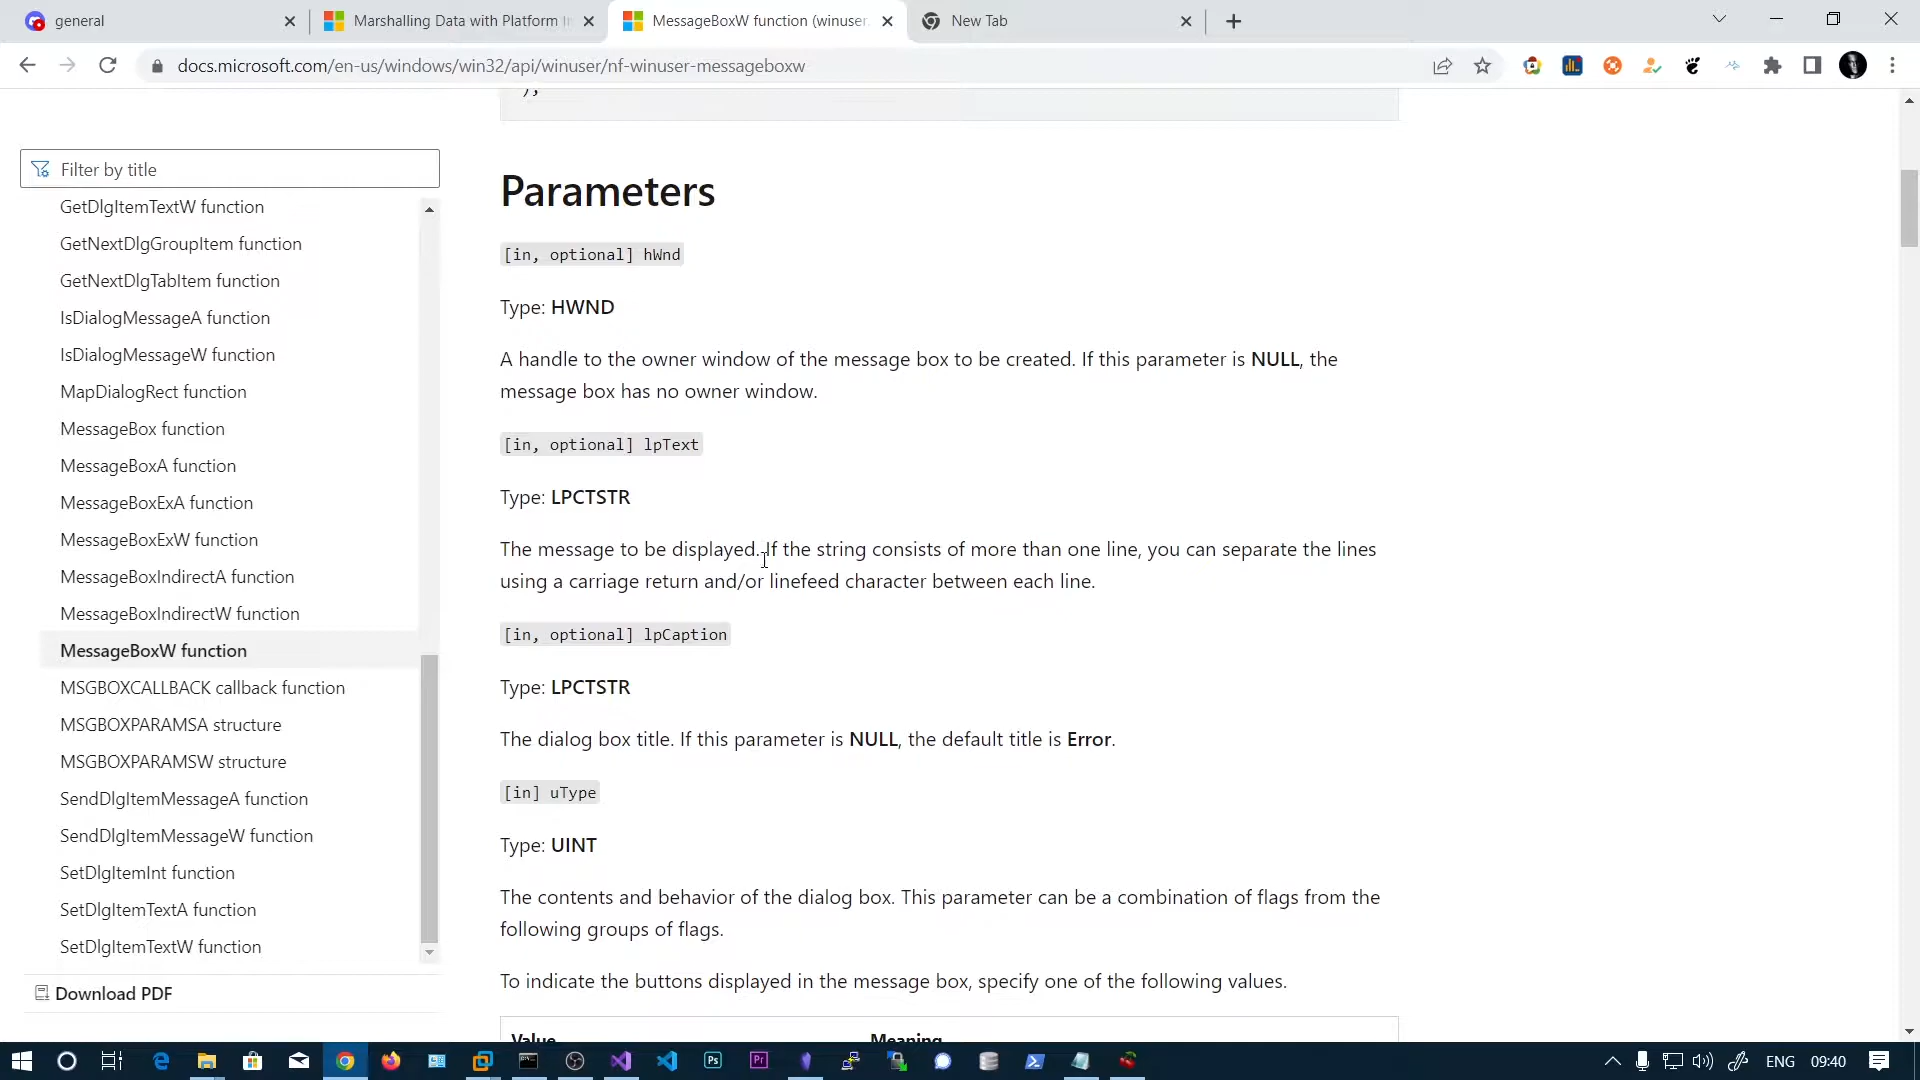 general
Marshalling Data with Platform In
MessageBoxW function (winuser
New Tab
docs.microsoft.com/en-us/windows/win32/api/winuser/nf-winuser-messageboxw
);
Filter by title
GetDlgItemTextW function
GetNextDlgGroupItem function
GetNextDlgTabItem function
IsDialogMessageA function
IsDialogMessageW function
MapDialogRect function
MessageBox function
MessageBoxA function
MessageBoxExA function
MessageBoxExW function
MessageBoxIndirectA function
MessageBoxIndirectW function
MessageBoxW function
MSGBOXCALLBACK callback function
MSGBOXPARAMSA structure
MSGBOXPARAMSW structure
SendDlgItemMessageA function
SendDlgItemMessageW function
SetDlgItemInt function
SetDlgItemTextA function
SetDlgItemTextW function
Download PDF
Parameters
[in, optional] hWnd
Type: HWND
A handle to the owner window of the message box to be created. If this parameter is NULL, the
message box has no owner window.
[in, optional] lpText
Type: LPCTSTR
The message to be displayed. If the string consists of more than one line, you can separate the lines
using a carriage return and/or linefeed character between each line.
[in, optional] lpCaption
Type: LPCTSTR
The dialog box title. If this parameter is NULL, the default title is Error.
[in] uType
Type: UINT
The contents and behavior of the dialog box. This parameter can be a combination of flags from the
following groups of flags.
To indicate the buttons displayed in the message box, specify one of the following values.
Value
Meaning
Ps
Pr
ENG
09:40